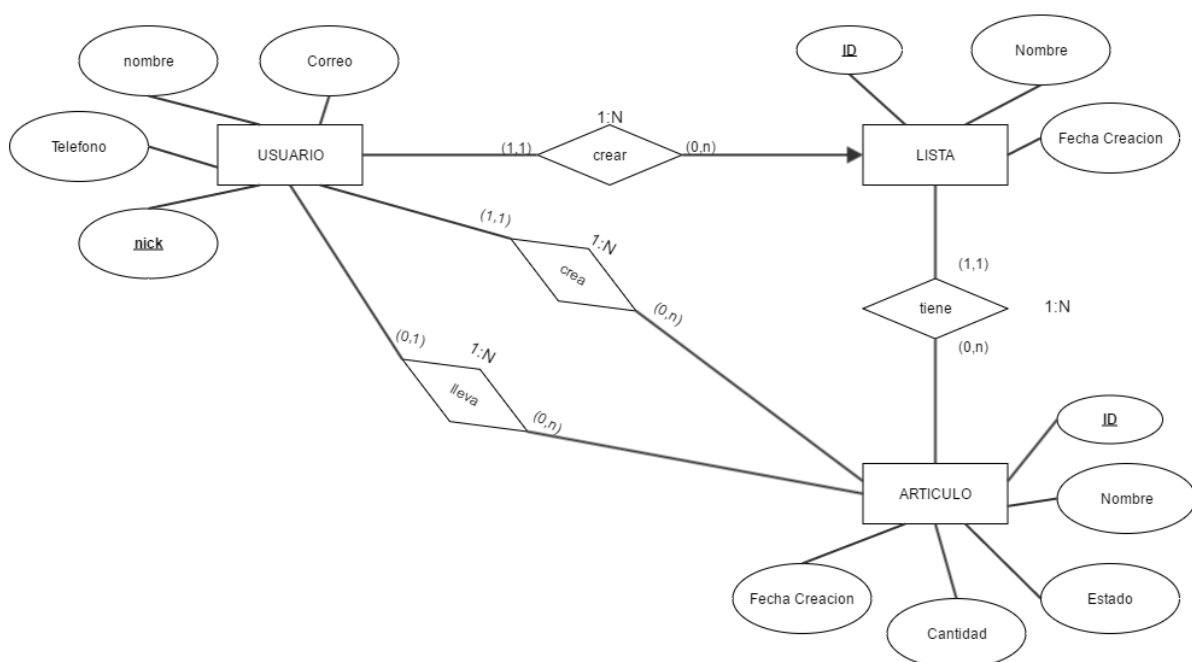 nombre
Correo
ID
Nombre
Telefono
USUARIO
(1,1)
1:N
crear
(0,n)
LISTA
Fecha Creacion
nick
(1,1)
1:N
crea
(0,n)
(1,1)
tiene
1:N
(0,n)
(0,1)
1:N
lleva
(0,n)
ID
ARTICULO
Nombre
Fecha Creacion
Cantidad
Estado